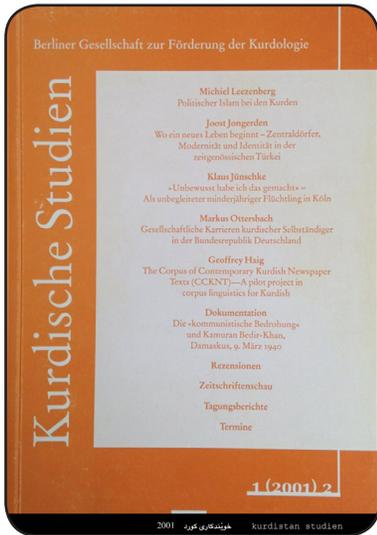 Berliner Gesellschaft zur Förderung der Kurdologie
Kurdische Studien
Michiel Leezenberg
Politischer Islam bei den Kurden
Joost Jongerden
Wo ein neues Leben beginnt – Zentraldörfer,
Modernität und Identität in der
zeitgenössischen Türkei
Klaus Jünschke
»Unbewusst habe ich das gemacht« –
Als unbegleiteter minderjähriger Flüchtling in Köln
Markus Ottersbach
Gesellschaftliche Karrieren kurdischer Selbständiger
in der Bundesrepublik Deutschland
Geoffrey Haig
The Corpus of Contemporary Kurdish Newspaper
Texts (CCKNT)—A pilot project in
corpus linguistics for Kurdish
Dokumentation
Die «kommunistische Bedrohung»
und Kamuran Bedir-Khan,
Damaskus, 9. März 1940
Rezensionen
Zeitschriftenschau
Tagungsberichte
Termine
1 (2001) 2
2001 خوێندکاری کورد kurdistan studien